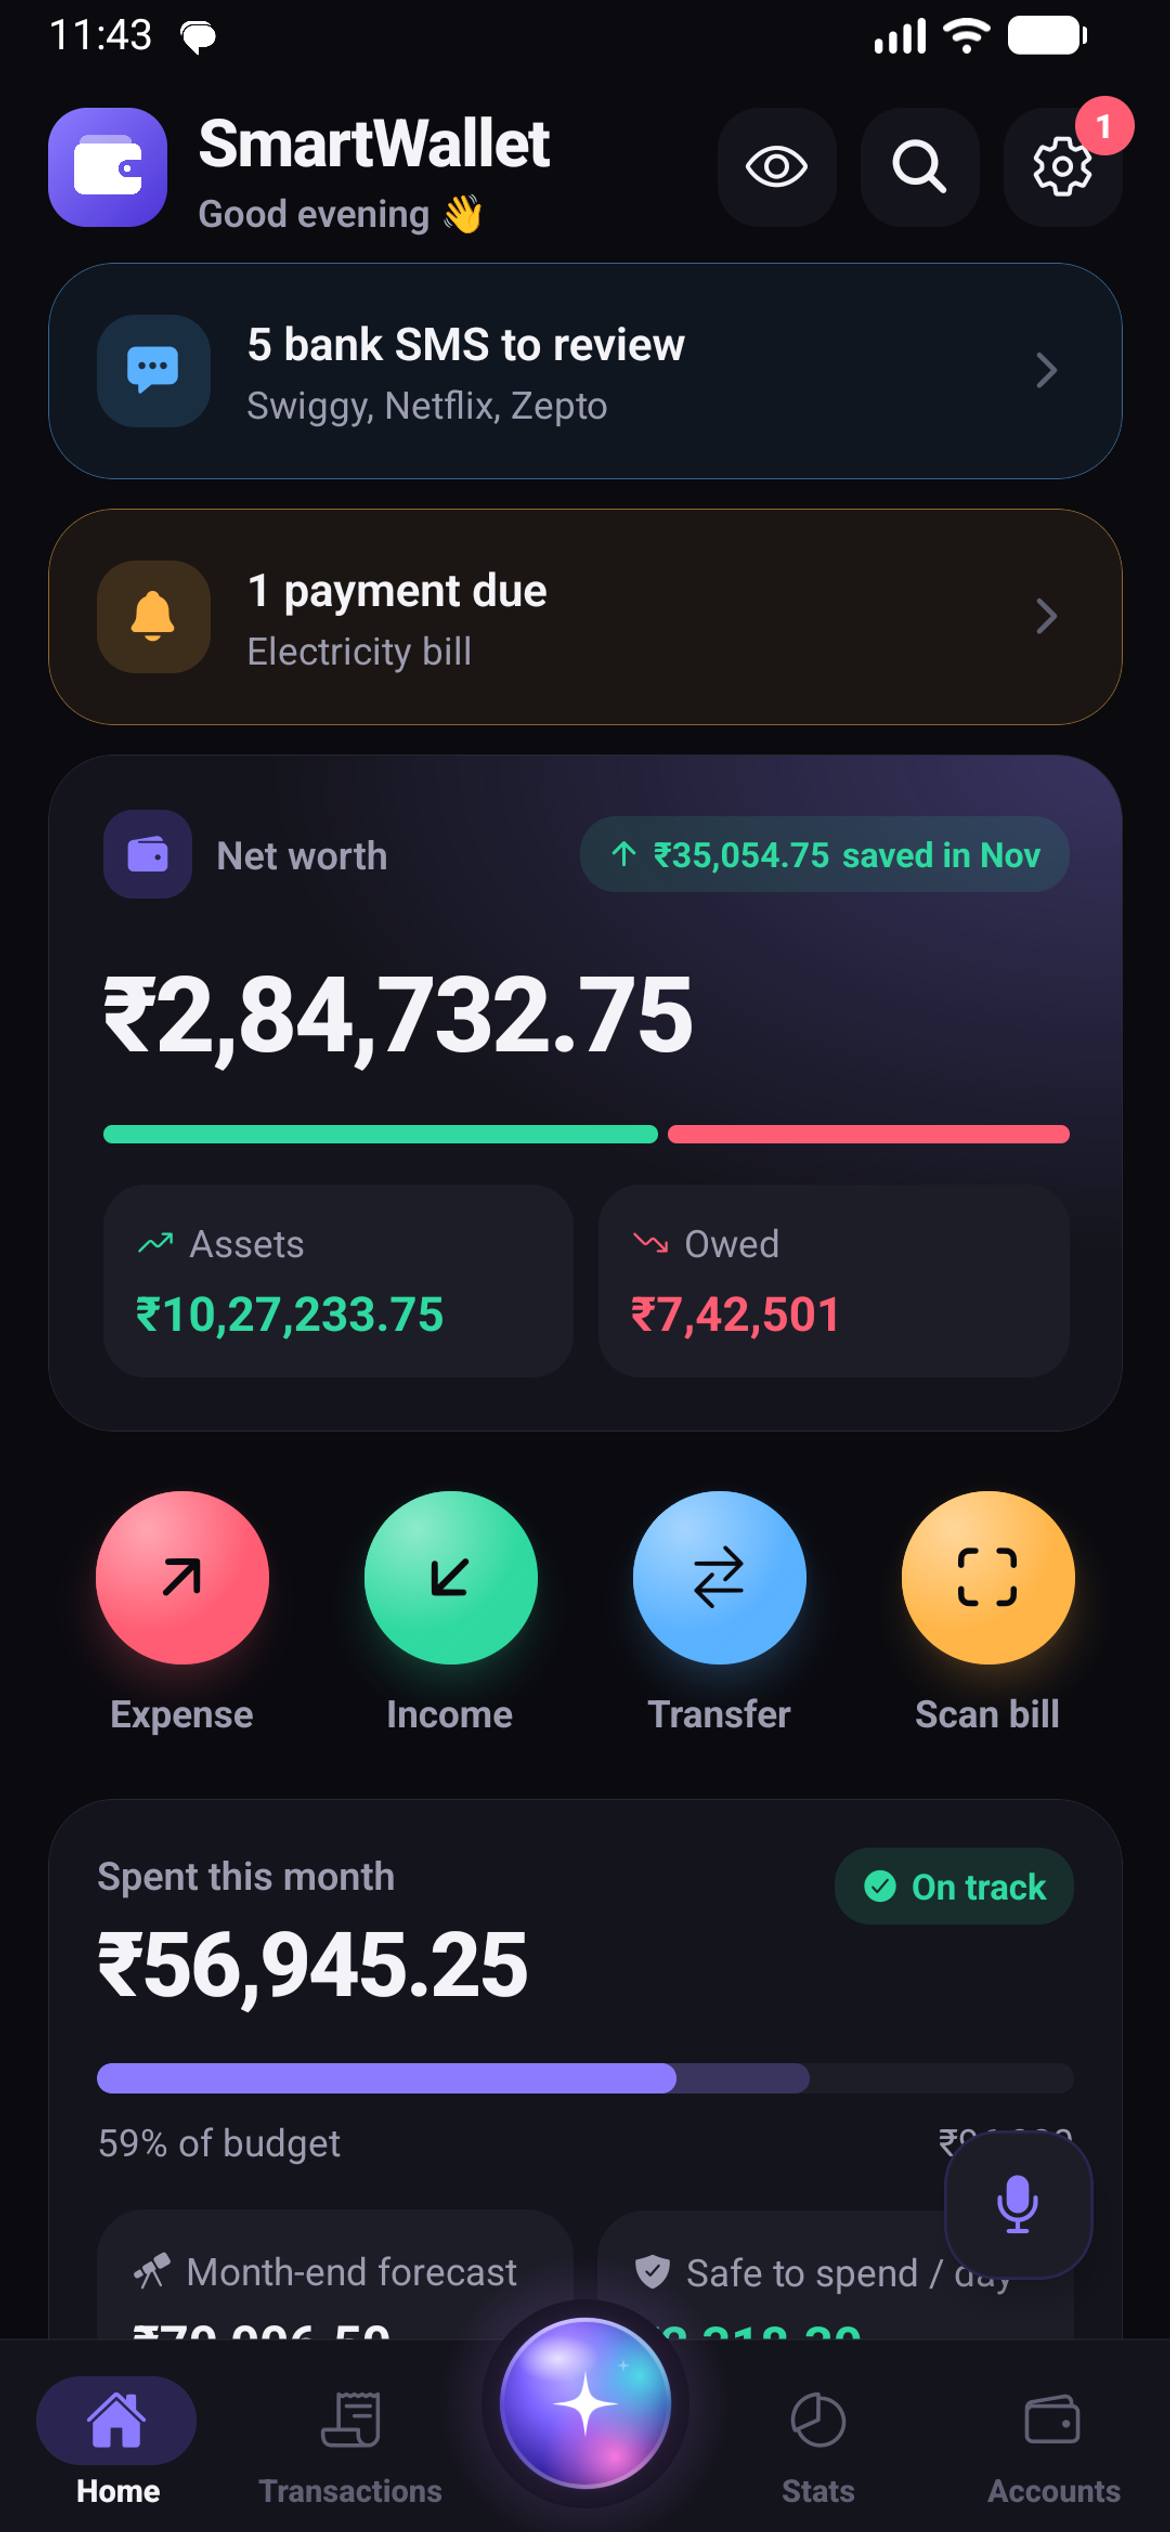 11:43
SmartWallet
Good evening 👋
1
5 bank SMS to review
Swiggy, Netflix, Zepto
1 payment due
Electricity bill
Net worth
↑ ₹35,054.75 saved in Nov
₹2,84,732.75
Assets
Owed
₹10,27,233.75
₹7,42,501
Expense
Income
Transfer
Scan bill
Spent this month
On track
₹56,945.25
59% of budget
Month-end forecast
Safe to spend / day
Home
Transactions
Stats
Accounts